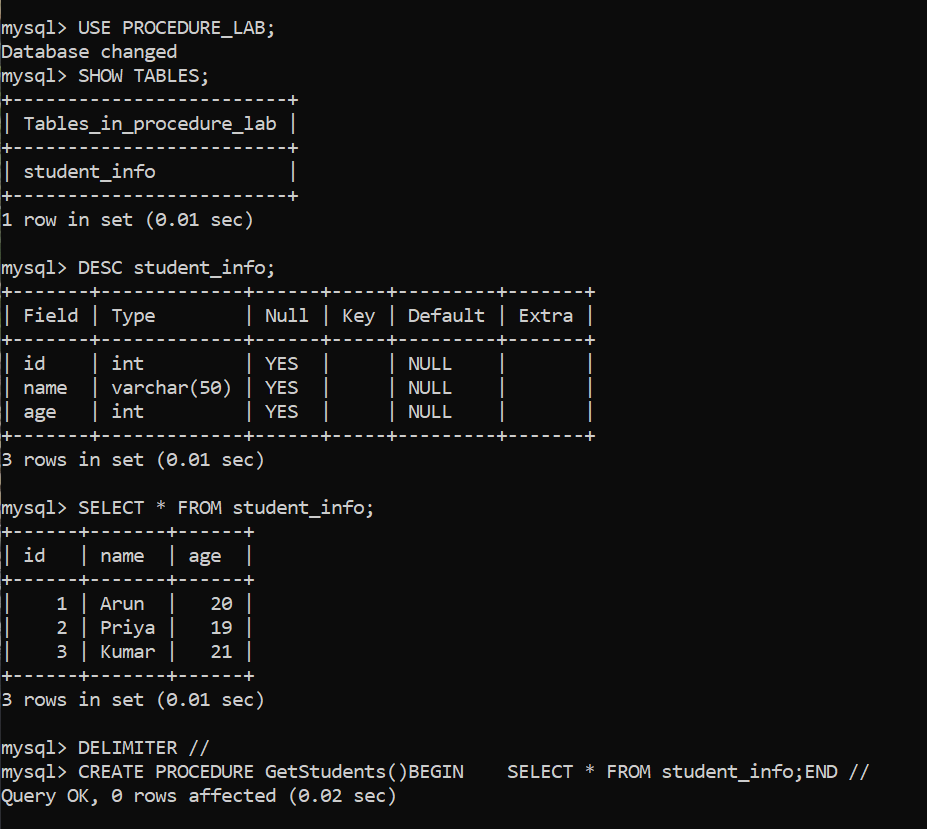 mysql> USE PROCEDURE_LAB;
Database changed
mysql> SHOW TABLES;
+-------------------------+
| Tables_in_procedure_lab |
+-------------------------+
| student_info            |
+-------------------------+
1 row in set (0.01 sec)

mysql> DESC student_info;
+-------+-------------+------+-----+---------+-------+
| Field | Type        | Null | Key | Default | Extra |
+-------+-------------+------+-----+---------+-------+
| id    | int         | YES  |     | NULL    |       |
| name  | varchar(50) | YES  |     | NULL    |       |
| age   | int         | YES  |     | NULL    |       |
+-------+-------------+------+-----+---------+-------+
3 rows in set (0.01 sec)

mysql> SELECT * FROM student_info;
+------+-------+------+
| id   | name  | age  |
+------+-------+------+
|    1 | Arun  |   20 |
|    2 | Priya |   19 |
|    3 | Kumar |   21 |
+------+-------+------+
3 rows in set (0.01 sec)

mysql> DELIMITER //
mysql> CREATE PROCEDURE GetStudents()BEGIN    SELECT * FROM student_info;END //
Query OK, 0 rows affected (0.02 sec)